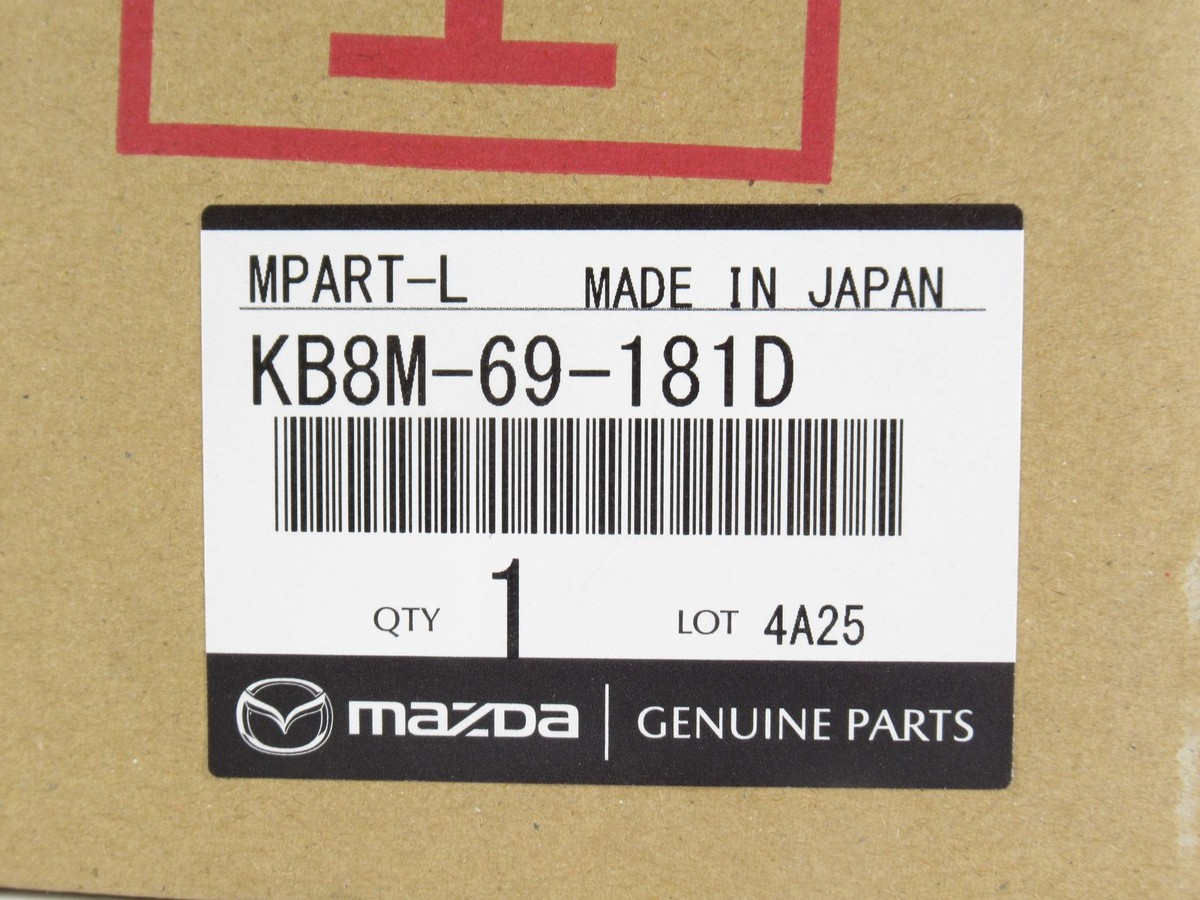 MPART-L MADE IN JAPAN
KB8M-69-181D
QTY 1 LOT 4A25
mazda GENUINE PARTS